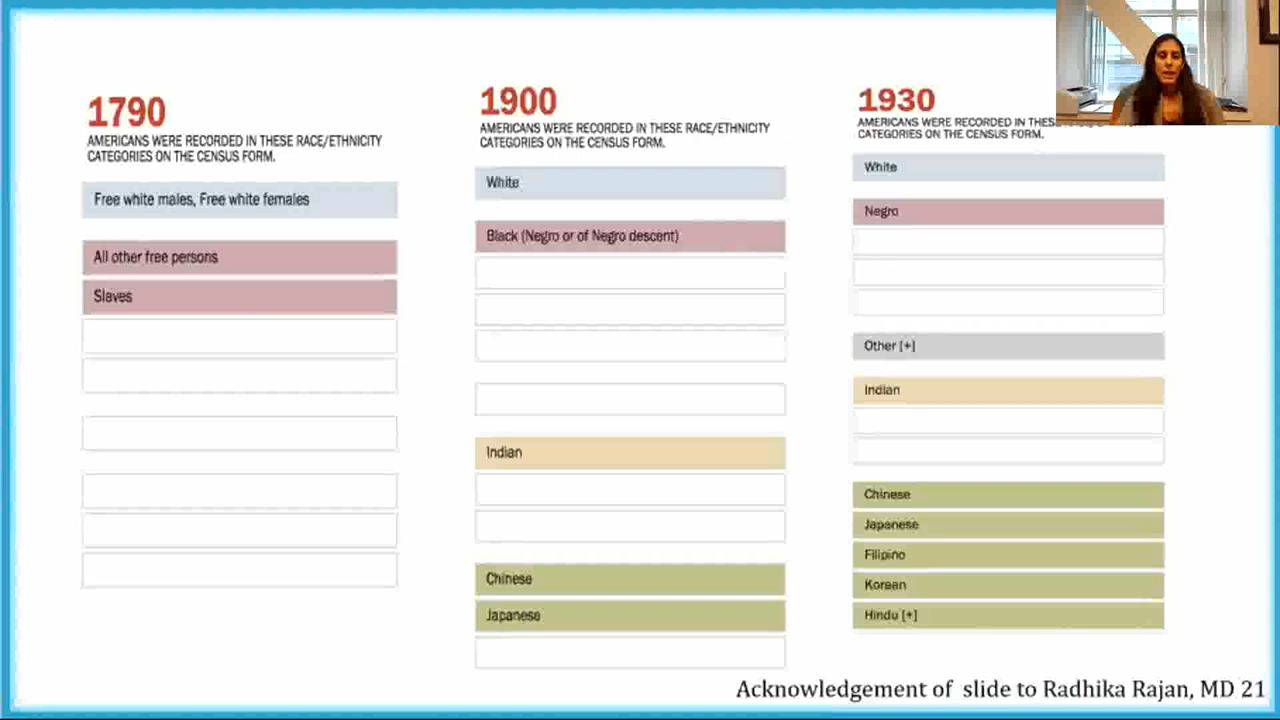 1790
AMERICANS WERE RECORDED IN THESE RACE/ETHNICITY
CATEGORIES ON THE CENSUS FORM.
Free white males, Free white females
All other free persons
Slaves
1900
AMERICANS WERE RECORDED IN THESE RACE/ETHNICITY
CATEGORIES ON THE CENSUS FORM.
White
Black (Negro or of Negro descent)
Indian
Chinese
Japanese
1930
AMERICANS WERE RECORDED IN THESE
CATEGORIES ON THE CENSUS FORM.
White
Negro
Other [+]
Indian
Chinese
Japanese
Filipino
Korean
Hindu [+]
Acknowledgement of slide to Radhika Rajan, MD 21